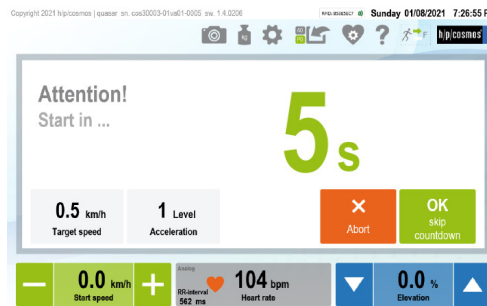 Copyright 2021 h/p/cosmos | quasar sn. cos30003-01va01-0005 sw. 1.4.0206
Sunday 01/08/2021 7:26:55 P
kg
?
F
h/p/cosmos
Attention!
Start in ...
5 s
0.5 km/h
Target speed
1 Level
Acceleration
Abort
OK
skip
countdown
0.0 km/h
Start speed
Analog
RR-interval
562 ms
104 bpm
Heart rate
0.0 %
Elevation